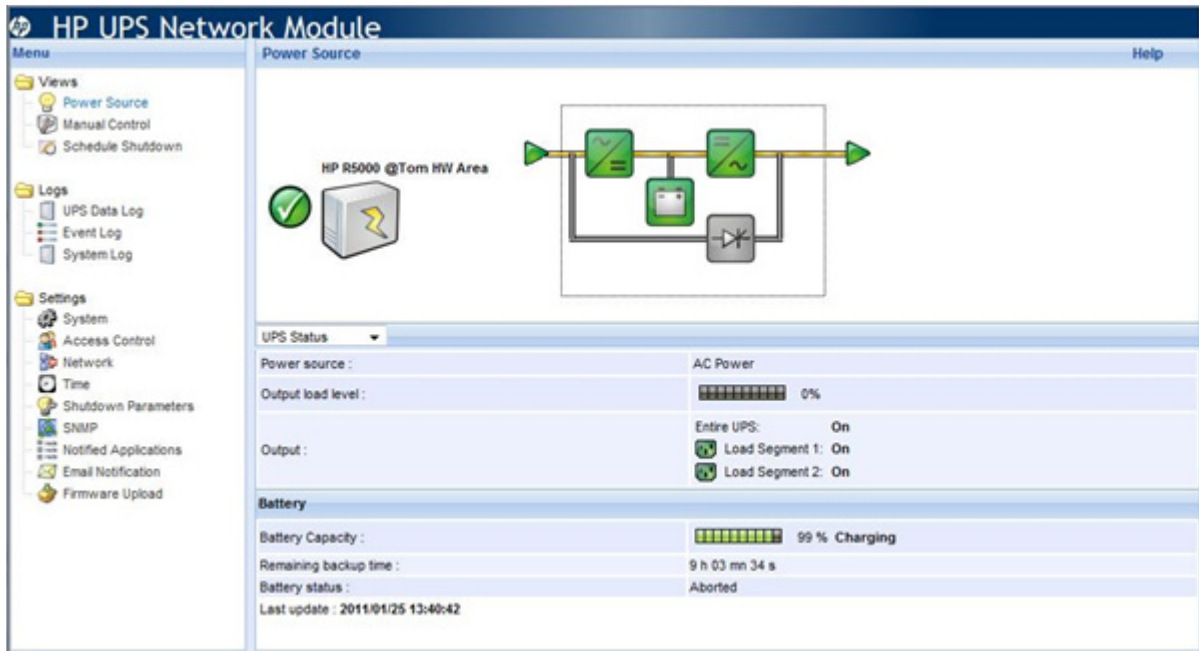 HP UPS Network Module
Menu
Power Source
Help
Views
Power Source
Manual Control
Schedule Shutdown
Logs
UPS Data Log
Event Log
System Log
Settings
System
Access Control
Network
Time
Shutdown Parameters
SNMP
Notified Applications
Email Notification
Firmware Upload
HP R5000 @Tom HW Area
UPS Status
Power source : AC Power
Output load level : 0%
Output :
Entire UPS: On
Load Segment 1: On
Load Segment 2: On
Battery
Battery Capacity : 99 % Charging
Remaining backup time : 9 h 03 mn 34 s
Battery status : Aborted
Last update : 2011/01/25 13:40:42